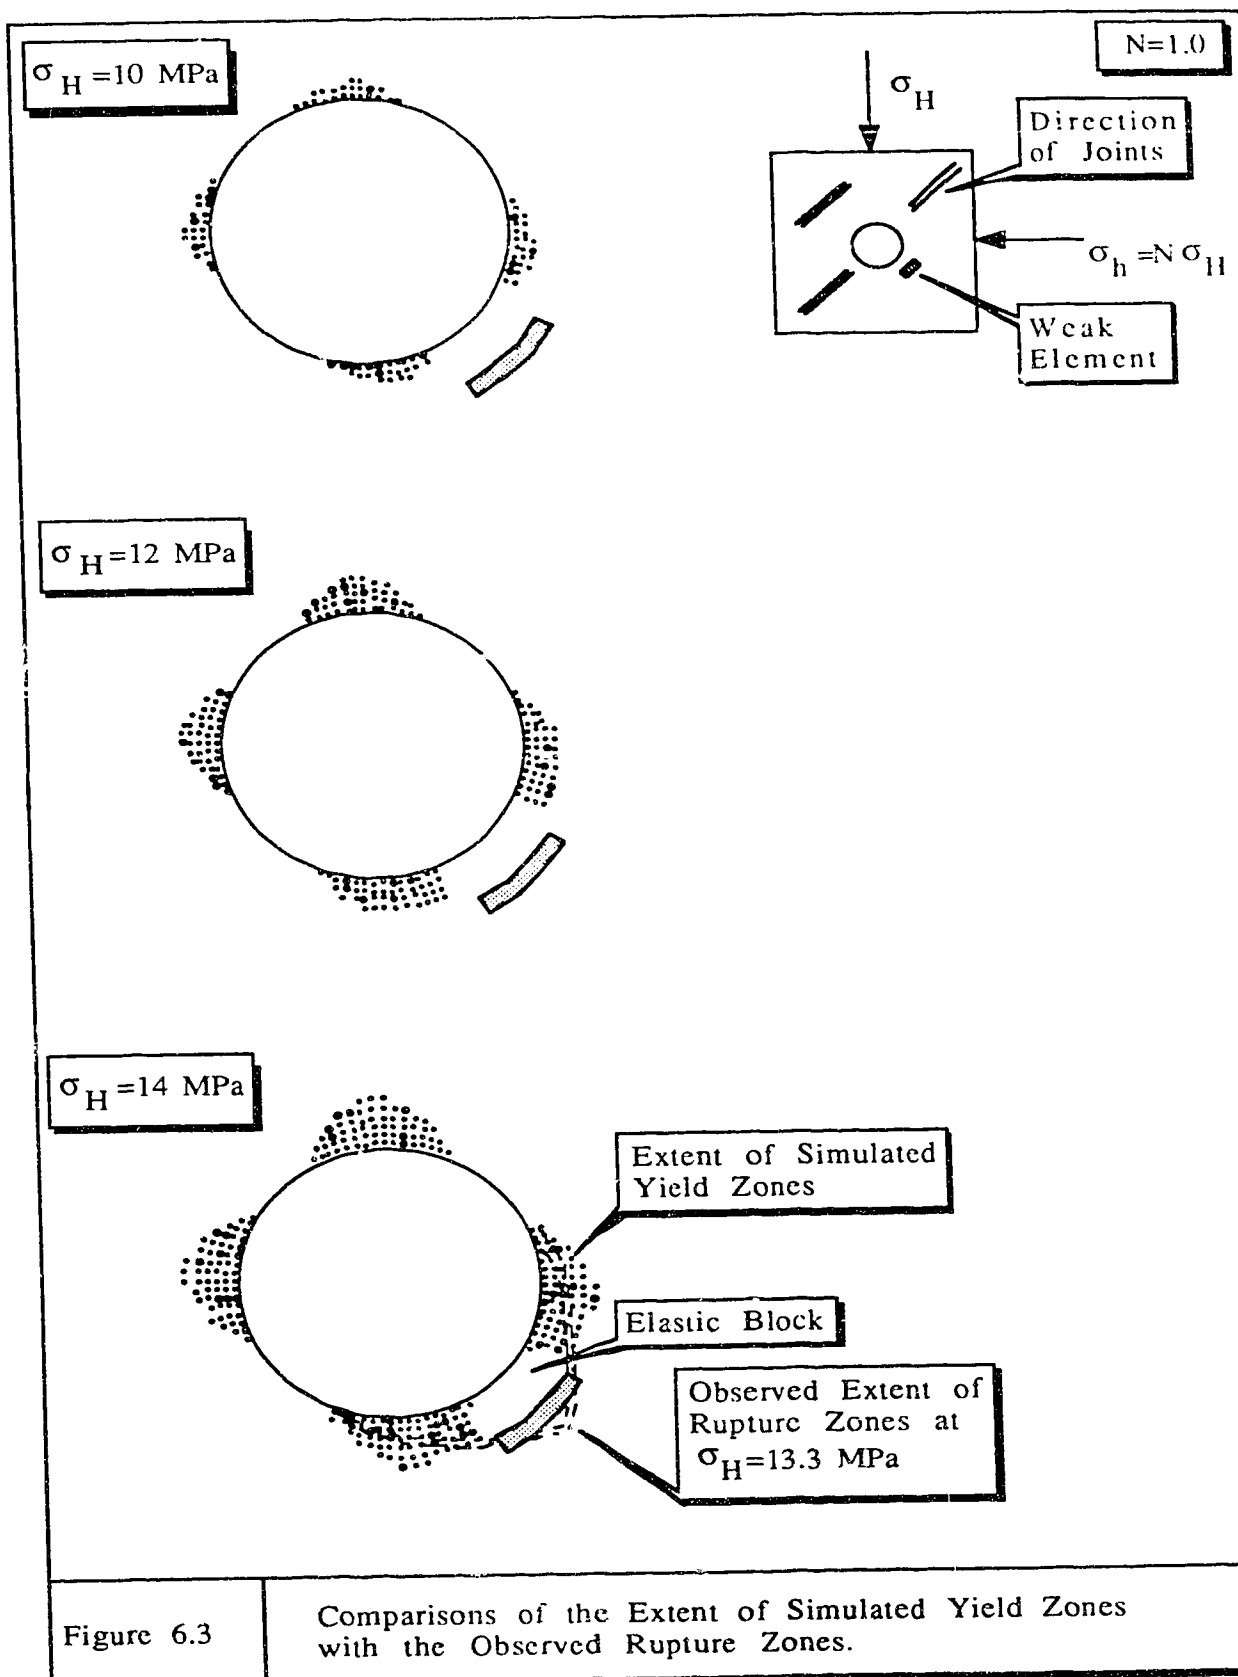 σH =10 MPa
N=1.0
σH
Direction
of Joints
σh =N σH
Weak
Element
σH =12 MPa
σH =14 MPa
Extent of Simulated
Yield Zones
Elastic Block
Observed Extent of
Rupture Zones at
σH =13.3 MPa
Figure 6.3
Comparisons of the Extent of Simulated Yield Zones
with the Observed Rupture Zones.